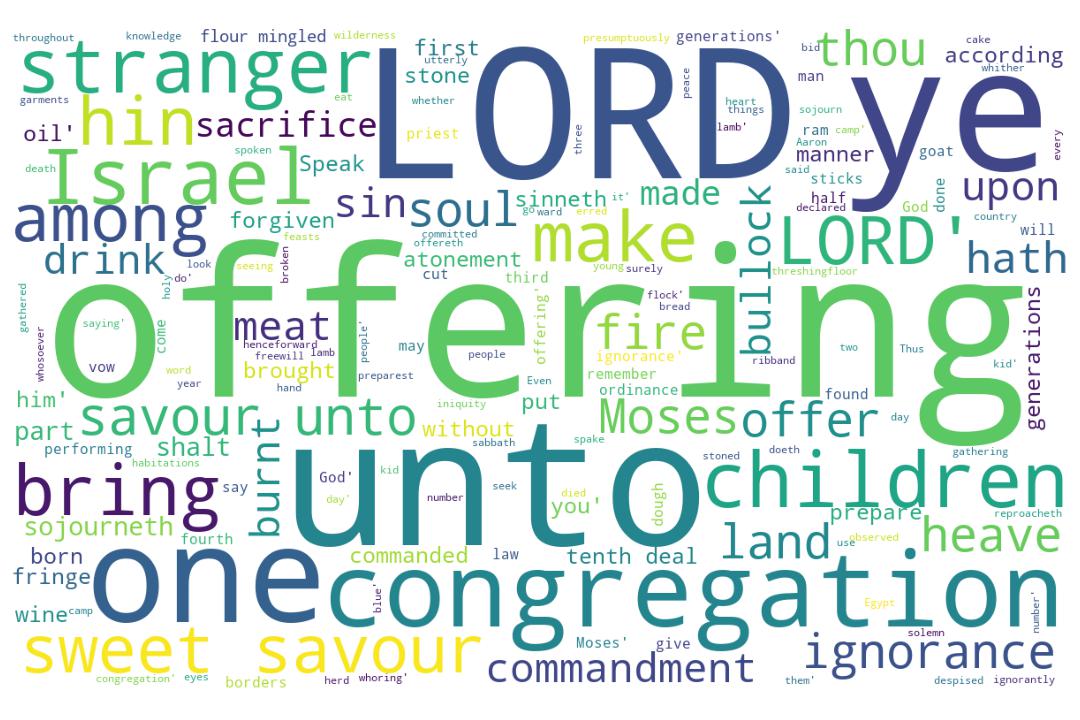 throughout knowledge flour mingled wilderness first presumptuously generations' bid thou according
stranger utterly stone LORD ye man whither cake
garments hin eat whether peace heart things sojourn
oil' sacrifice priest three lamb' ram camp' Aaron every
death Israel spoken Speak manner goat said sticks
among forgiven sin soul sinneth it' made half declared God done upon
go ward erred committed make bullock LORD' country will
drink feasts offereth atonement hath
look seeing broken cut third young surely threshingfloor
gathered holy do' offering flock' bread generations
saying' meat offering' fire
whosoever come henceforward freewill lamb people' may people ignorance' ribband two Thus
vow word brought preparest Even remember kid'
year hand ordinance found
him' iniquity put
part savour unto without Moses offer day
performing shalt burnt sabbath spake stoned doeth gathering
habitations say God' kid unto seek died children
bring day' number you' dough prepare reproacheth
sojourneth fourth observed heave
born commanded law tenth deal land use
fringe one congregation
wine camp blue' Egypt number'
sweet savour Moses' give solemn ignorance
congregation' eyes borders herd whoring' commandment them' despised ignorantly